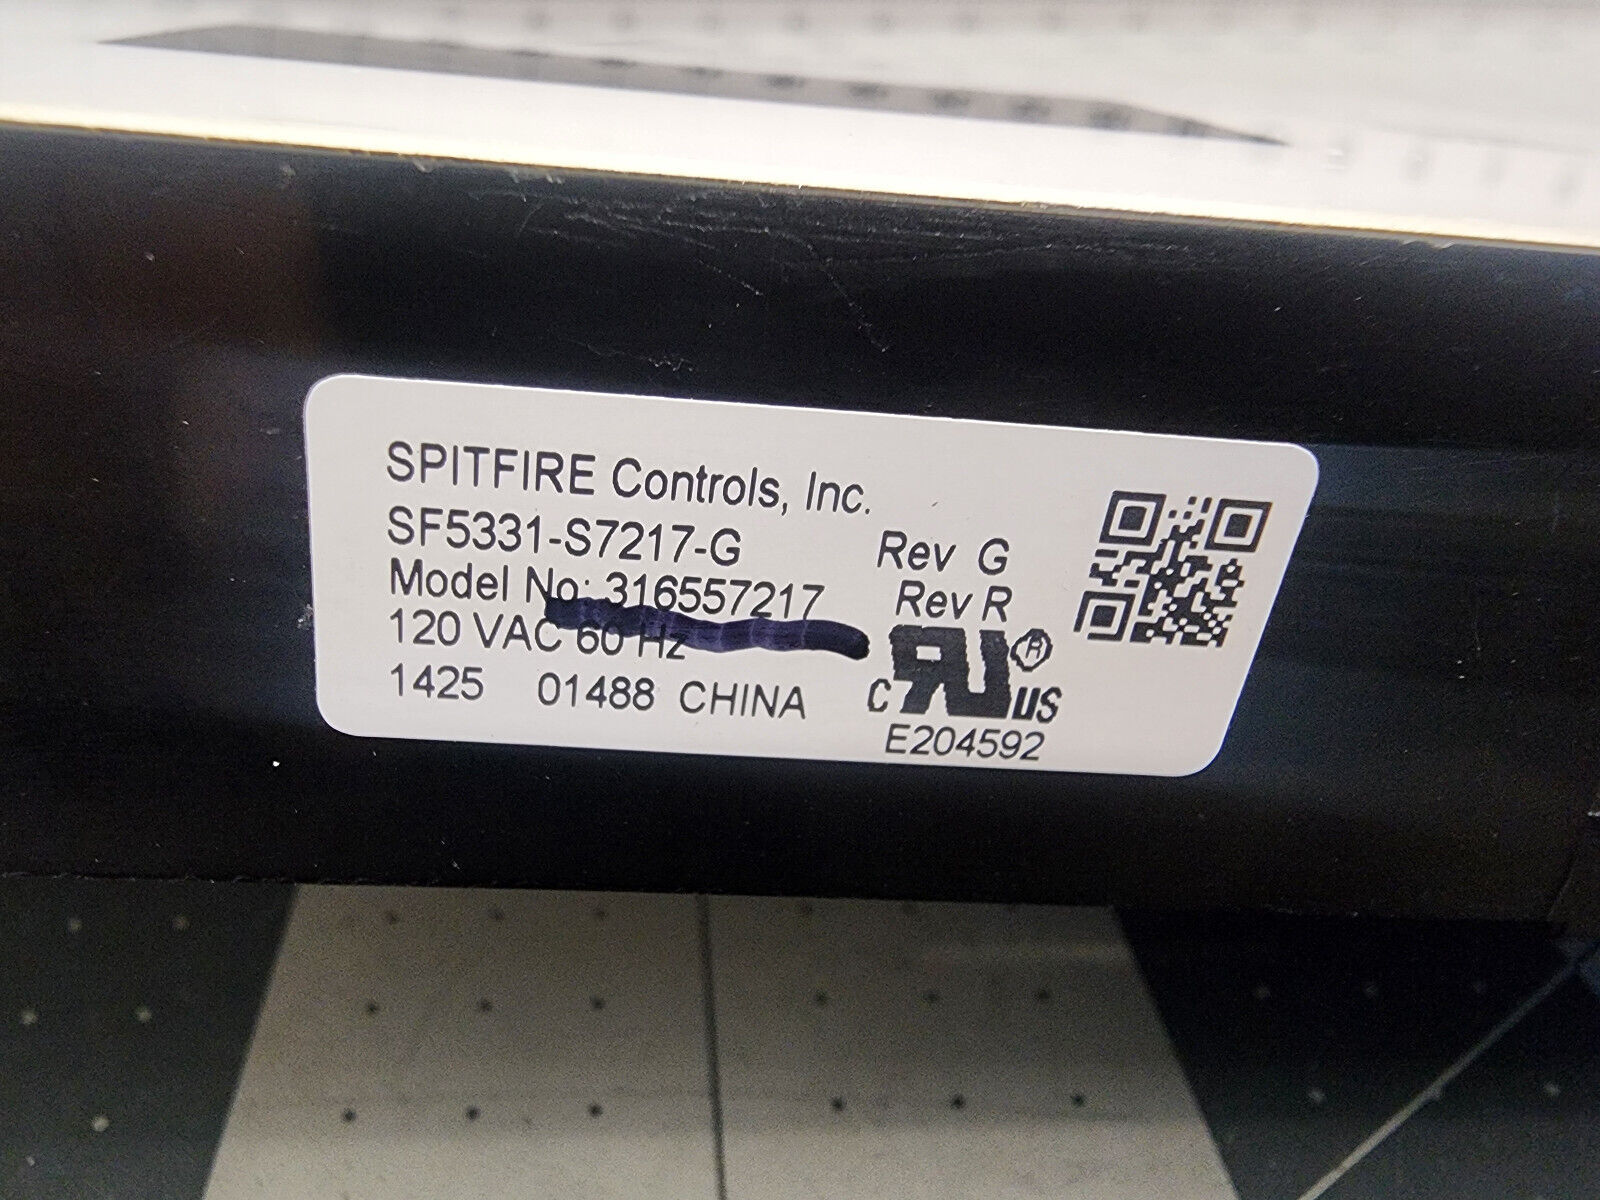 SPITFIRE Controls, Inc.
SF5331-S7217-G Rev G
Model No: 316557217 Rev R
120 VAC 60 Hz
1425 01488 CHINA
C RU ® US
E204592